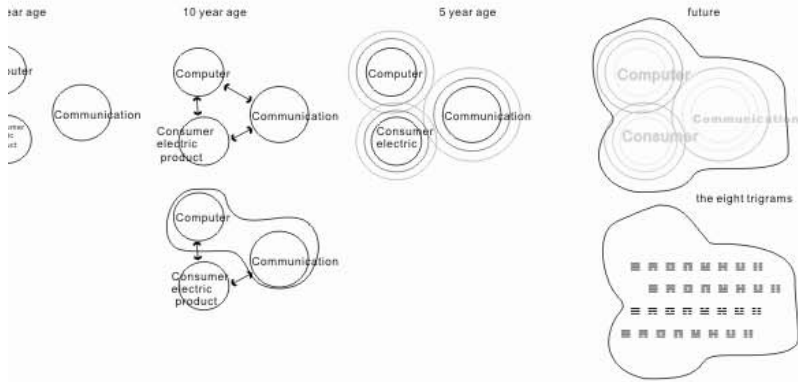 ear age
10 year age
5 year age
future
puter
Communication
Computer
Communication
Consumer
electric
product
Computer
Communication
Consumer
electric
Computer
Communication
Consumer
the eight trigrams
Computer
Communication
Consumer
electric
product